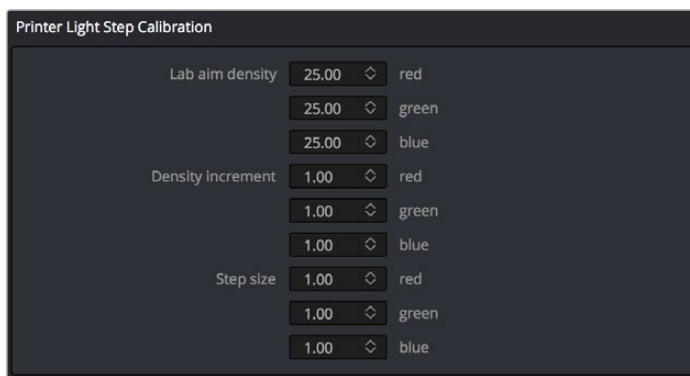 Printer Light Step Calibration
Lab aim density 25.00 red
25.00 green
25.00 blue
Density increment 1.00 red
1.00 green
1.00 blue
Step size 1.00 red
1.00 green
1.00 blue